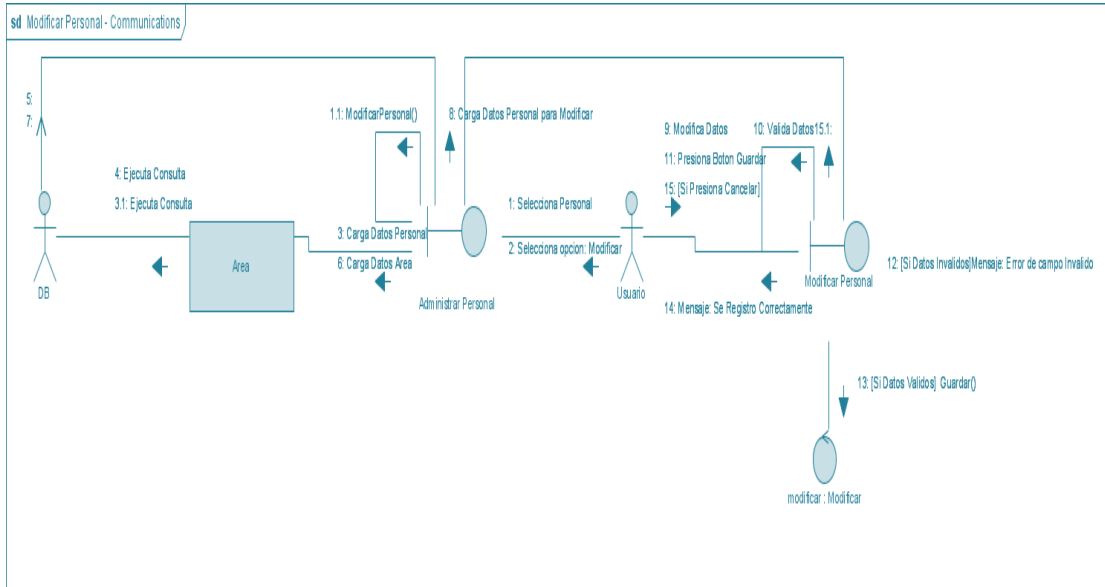 sd Modificar Personal - Communications
5:
7:
1.1: ModificarPersonal()
8: Carga Datos Personal para Modificar
9: Modifica Datos
10: Valida Datos
15.1:
11: Presiona Boton Guardar
15: [Si Presiona Cancelar]
4: Ejecuta Consulta
3.1: Ejecuta Consulta
1: Selecciona Personal
3: Carga Datos Personal
2: Selecciona opcion: Modificar
6: Carga Datos Area
Area
DB
Administrar Personal
Usuario
Modificar Personal
12: [Si Datos Invalidos]Mensaje: Error de campo Invalido
14: Mensaje: Se Registro Correctamente
13: [Si Datos Validos] Guardar()
modificar : Modificar